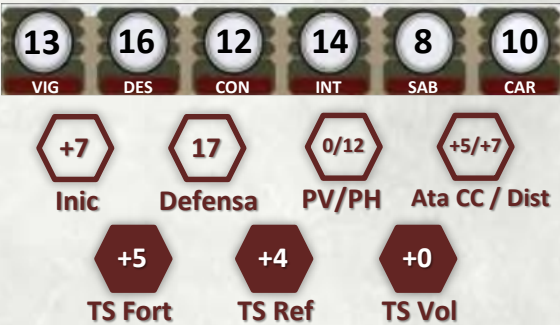 13 16 12 14 8 10
VIG DES CON INT SAB CAR
+7 17 0/12 +5/+7
Inic Defensa PV/PH Ata CC / Dist
+5 +4 +0
TS Fort TS Ref TS Vol